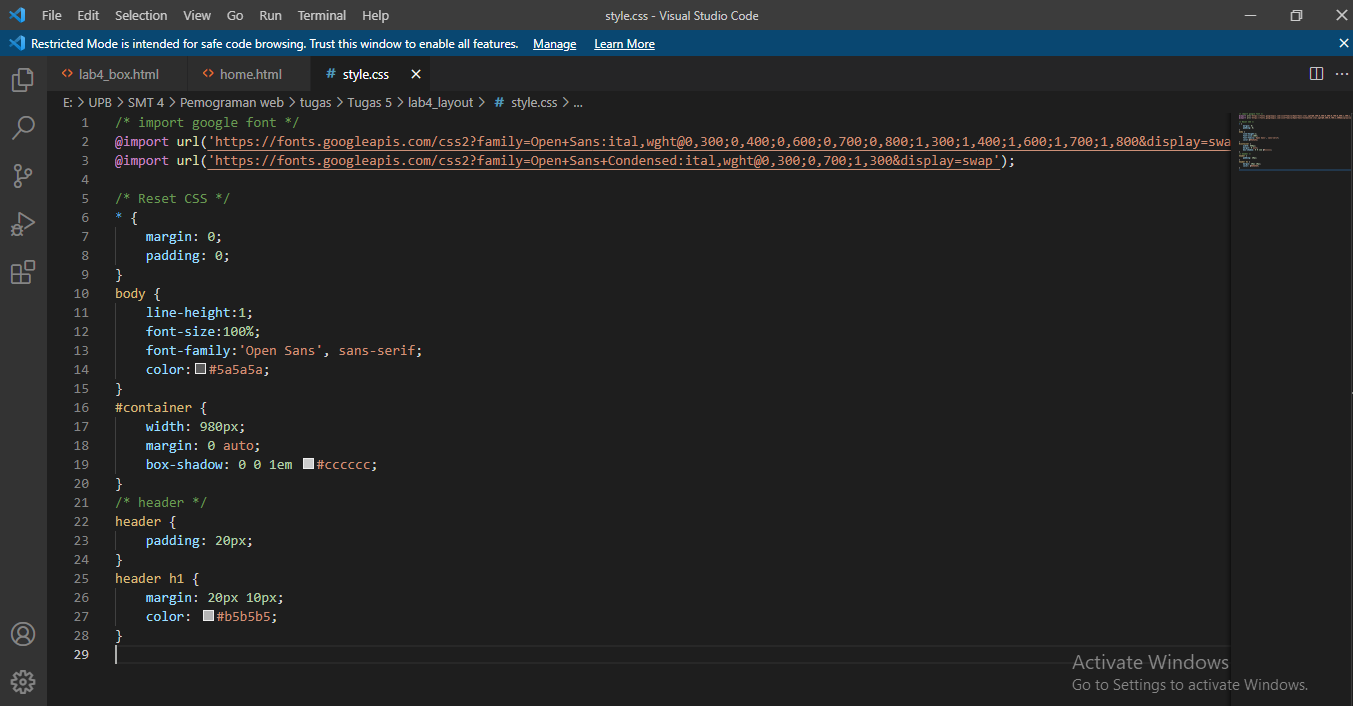 File Edit Selection View Go Run Terminal Help style.css - Visual Studio Code
Restricted Mode is intended for safe code browsing. Trust this window to enable all features. Manage Learn More
lab4_box.html home.html # style.css
E: > UPB > SMT 4 > Pemograman web > tugas > Tugas 5 > lab4_layout > # style.css > ...
1 /* import google font */
2 @import url('https://fonts.googleapis.com/css2?family=Open+Sans:ital,wght@0,300;0,400;0,600;0,700;0,800;1,300;1,400;1,600;1,700;1,800&display=swa
3 @import url('https://fonts.googleapis.com/css2?family=Open+Sans+Condensed:ital,wght@0,300;0,700;1,300&display=swap');
4
5 /* Reset CSS */
6 * {
7 margin: 0;
8 padding: 0;
9 }
10 body {
11 line-height:1;
12 font-size:100%;
13 font-family:'Open Sans', sans-serif;
14 color:#5a5a5a;
15 }
16 #container {
17 width: 980px;
18 margin: 0 auto;
19 box-shadow: 0 0 1em #cccccc;
20 }
21 /* header */
22 header {
23 padding: 20px;
24 }
25 header h1 {
26 margin: 20px 10px;
27 color: #b5b5b5;
28 }
29
Activate Windows
Go to Settings to activate Windows.